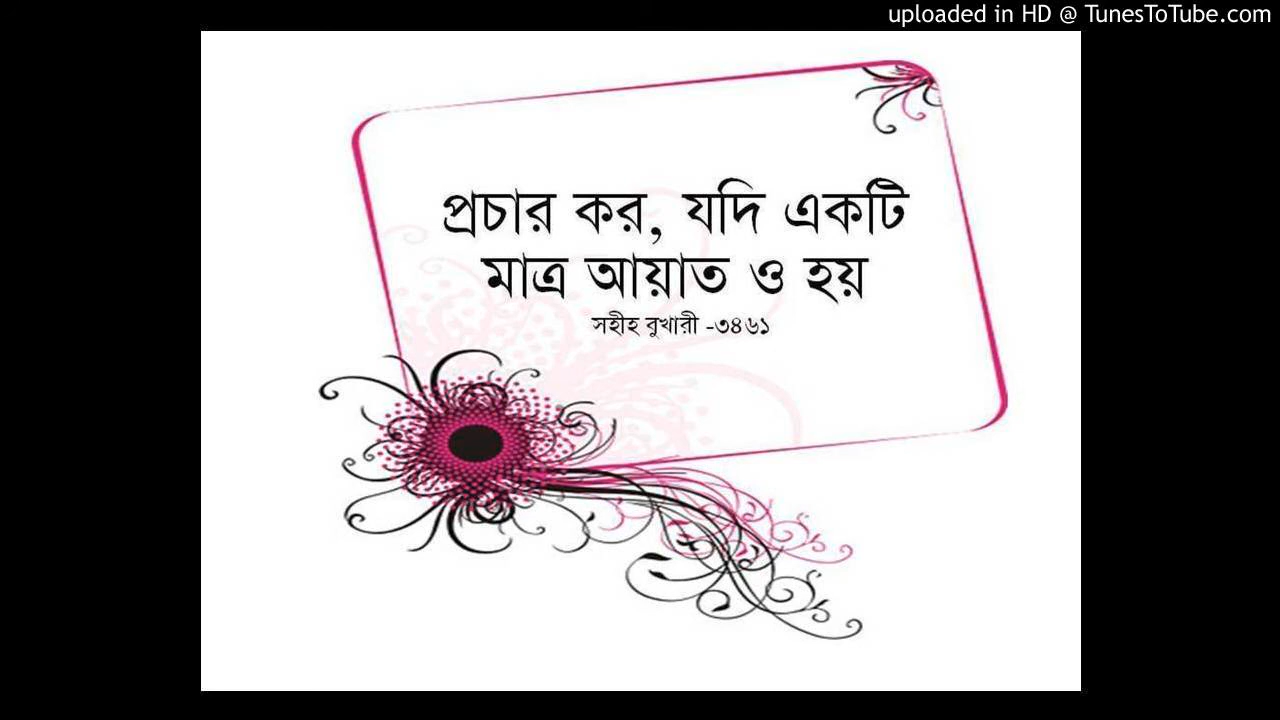 uploaded in HD @ TunesToTube.com
প্রচার কর, যদি একটি
মাত্র আয়াত ও হয়
সহীহ বুখারী -৩৪৬১